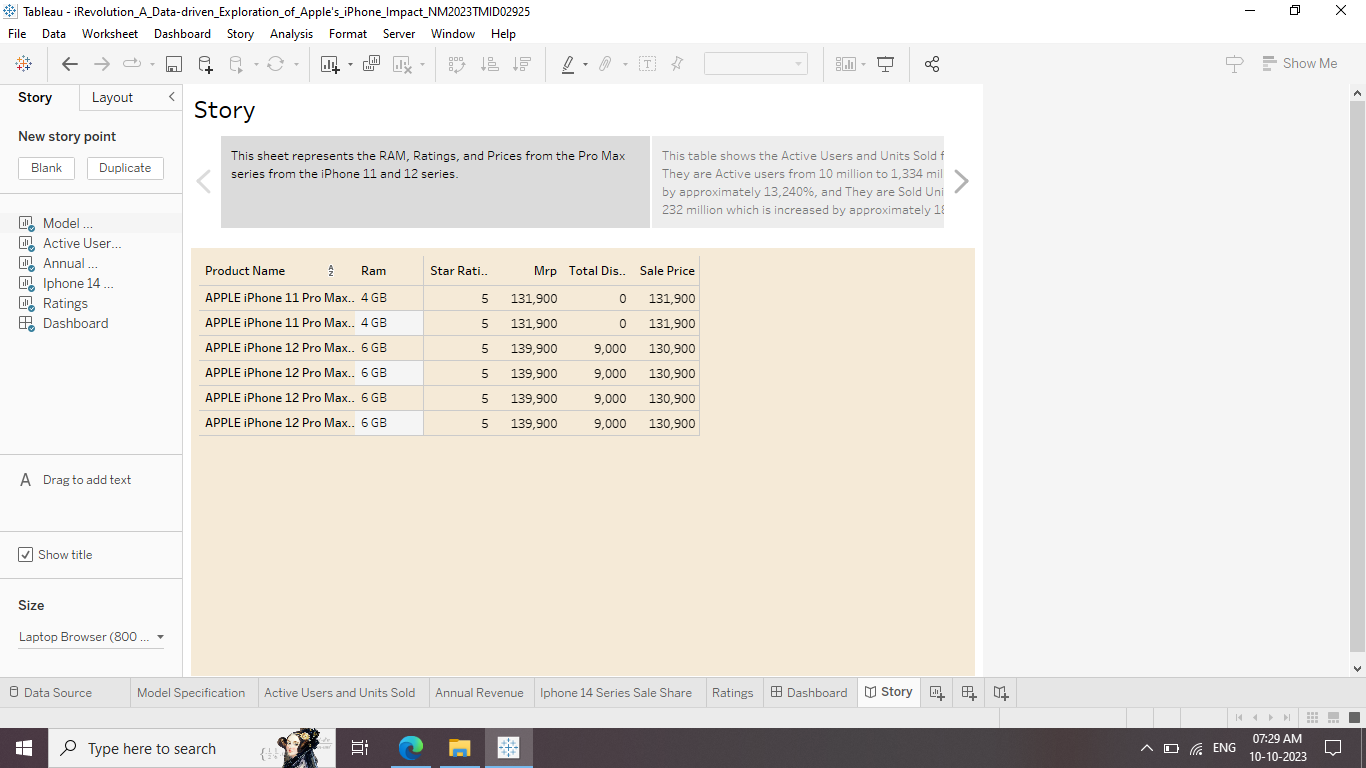 Tableau - iRevolution_A_Data-driven_Exploration_of_Apple's_iPhone_Impact_NM2023TMID02925
File Data Worksheet Dashboard Story Analysis Format Server Window Help
Show Me
Story Layout
New story point
Blank Duplicate
Model ...
Active User...
Annual ...
Iphone 14 ...
Ratings
Dashboard
A Drag to add text
Show title
Size
Laptop Browser (800 ...
Story
This sheet represents the RAM, Ratings, and Prices from the Pro Max
series from the iPhone 11 and 12 series.
This table shows the Active Users and Units Sold f
They are Active users from 10 million to 1,334 mil
by approximately 13,240%, and They are Sold Uni
232 million which is increased by approximately 18
Product Name Ram Star Rati.. Mrp Total Dis.. Sale Price
APPLE iPhone 11 Pro Max.. 4 GB 5 131,900 0 131,900
APPLE iPhone 11 Pro Max.. 4 GB 5 131,900 0 131,900
APPLE iPhone 12 Pro Max.. 6 GB 5 139,900 9,000 130,900
APPLE iPhone 12 Pro Max.. 6 GB 5 139,900 9,000 130,900
APPLE iPhone 12 Pro Max.. 6 GB 5 139,900 9,000 130,900
APPLE iPhone 12 Pro Max.. 6 GB 5 139,900 9,000 130,900
Data Source Model Specification Active Users and Units Sold Annual Revenue Iphone 14 Series Sale Share Ratings Dashboard Story
Type here to search
ENG
07:29 AM
10-10-2023